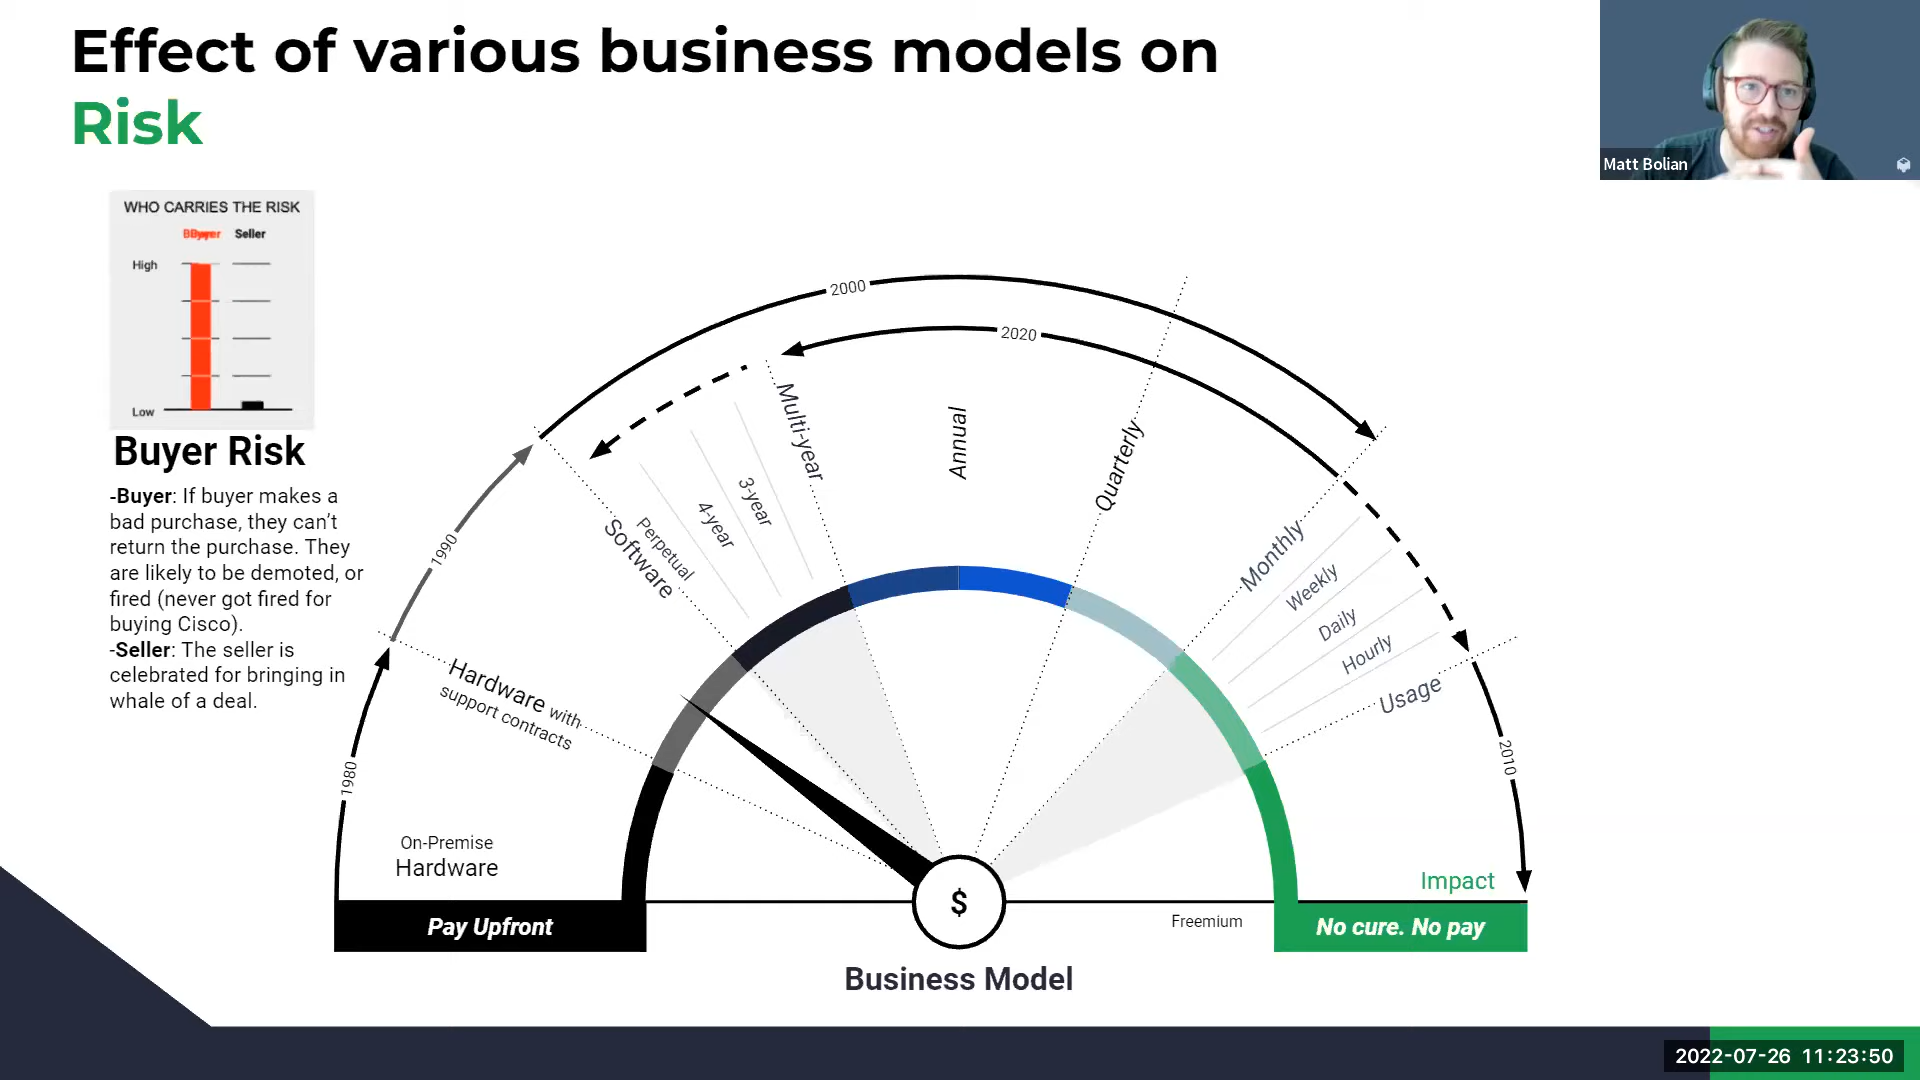 Effect of various business models on
Risk
Matt Bolian
WHO CARRIES THE RISK
Buyer Seller
High
Low
Buyer Risk
-Buyer: If buyer makes a
bad purchase, they can’t
return the purchase. They
are likely to be demoted, or
fired (never got fired for
buying Cisco).
-Seller: The seller is
celebrated for bringing in
whale of a deal.
1980
1990
2000
2020
2010
On-Premise
Hardware
Hardware with
support contracts
Software
Perpetual
4-year
3-year
Multi-year
Annual
Quarterly
Monthly
Weekly
Daily
Hourly
Usage
Impact
Pay Upfront
$
Freemium
No cure. No pay
Business Model
2022-07-26 11:23:50